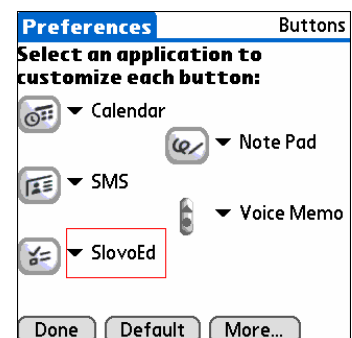 Preferences Buttons
Select an application to
customize each button:
Calendar
Note Pad
SMS
Voice Memo
SlovoEd
Done Default More...